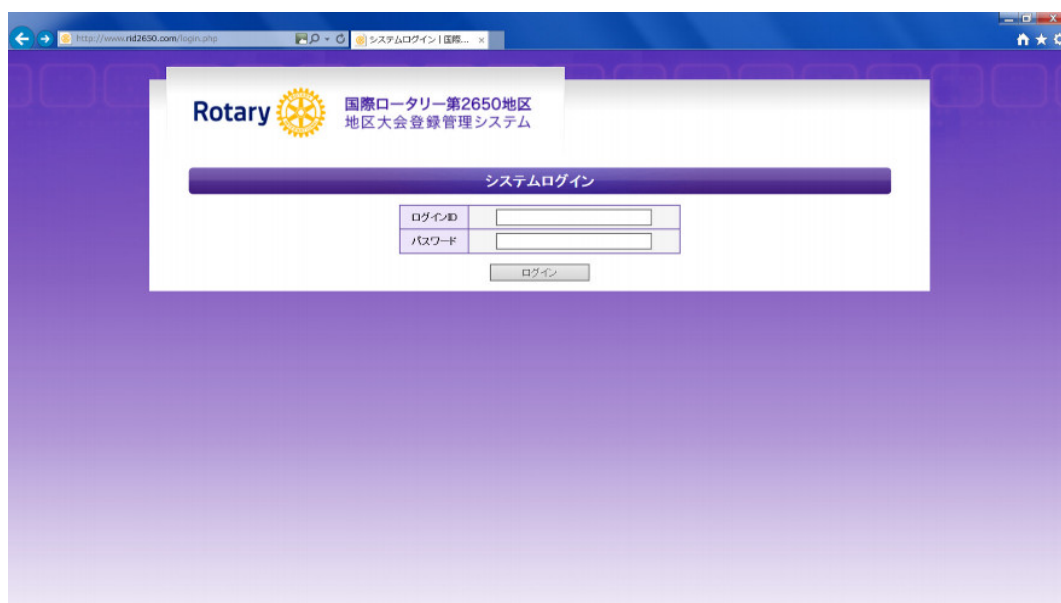 http://www.rid2650.com/login.php
システムログイン | 国際...
Rotary
国際ロータリー第2650地区
地区大会登録管理システム
システムログイン
ログインID
パスワード
ログイン